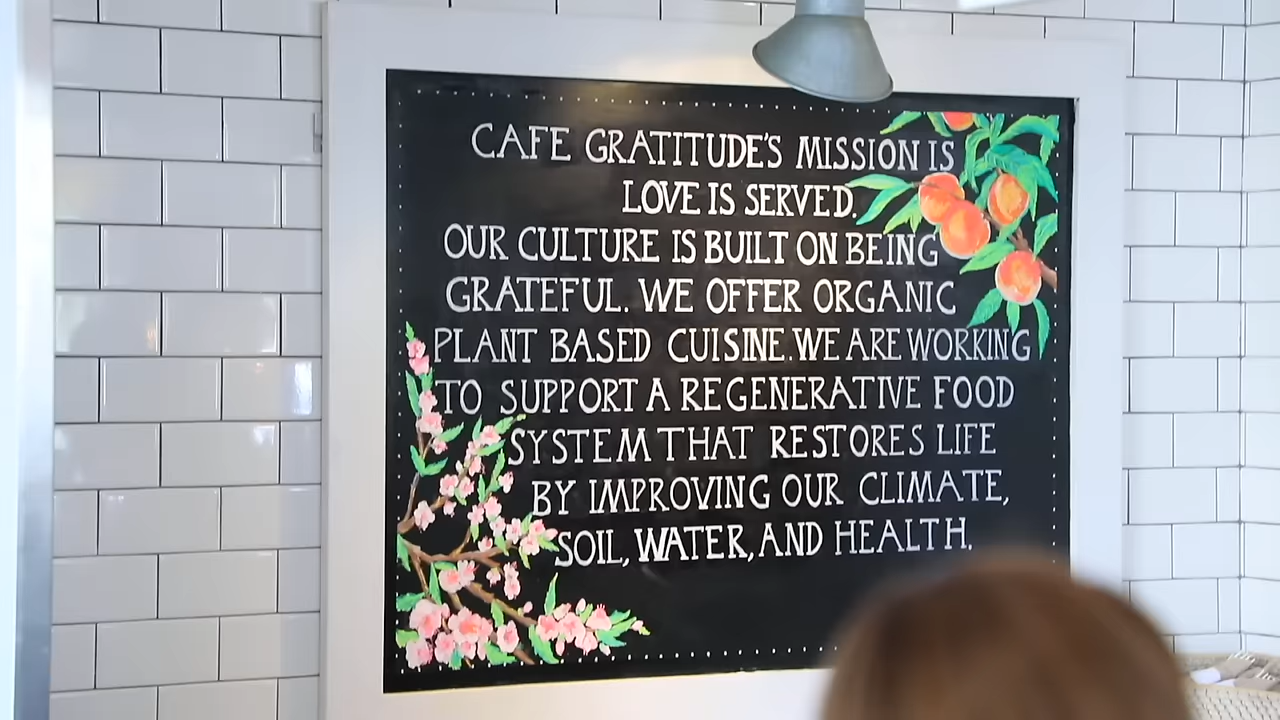 CAFE GRATITUDE'S MISSION IS
LOVE IS SERVED.
OUR CULTURE IS BUILT ON BEING
GRATEFUL. WE OFFER ORGANIC
PLANT BASED CUISINE. WE ARE WORKING
TO SUPPORT A REGENERATIVE FOOD
SYSTEM THAT RESTORES LIFE
BY IMPROVING OUR CLIMATE,
SOIL, WATER, AND HEALTH.